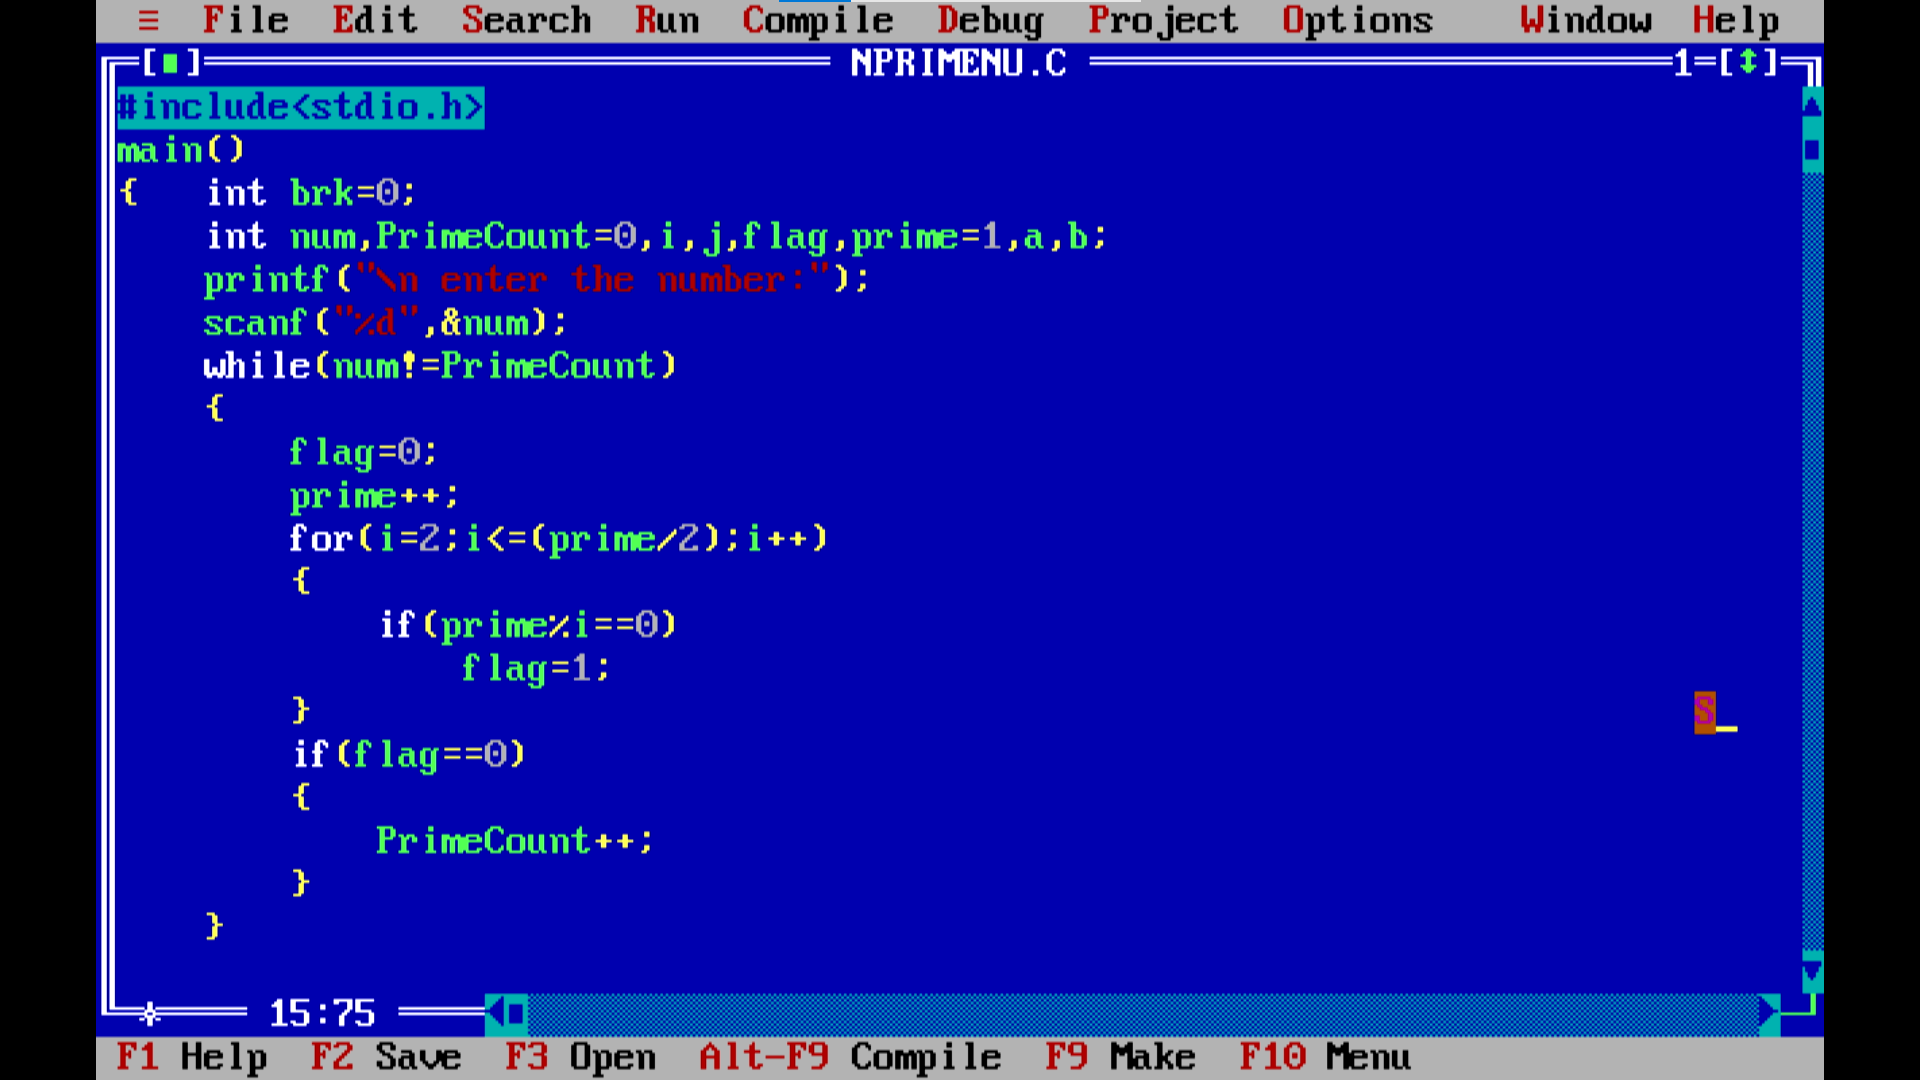 ≡ File Edit Search Run Compile Debug Project Options Window Help
[■] NPRIMENU.C 1=[↕]
#include<stdio.h>
main()
{   int brk=0;
    int num,PrimeCount=0,i,j,flag,prime=1,a,b;
    printf("\n enter the number:");
    scanf("%d",&num);
    while(num!=PrimeCount)
    {
        flag=0;
        prime++;
        for(i=2;i<=(prime/2);i++)
        {
            if(prime%i==0)
                flag=1;
        }                                                                S_
        if(flag==0)
        {
            PrimeCount++;
        }
    }
15:75
F1 Help F2 Save F3 Open Alt-F9 Compile F9 Make F10 Menu